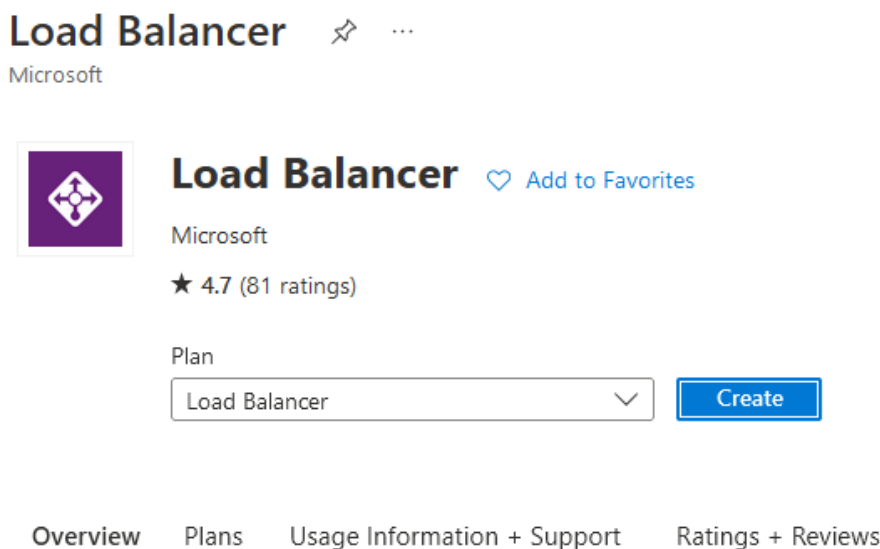 Load Balancer
Microsoft
Load Balancer Add to Favorites
Microsoft
★ 4.7 (81 ratings)
Plan
Load Balancer Create
Overview Plans Usage Information + Support Ratings + Reviews